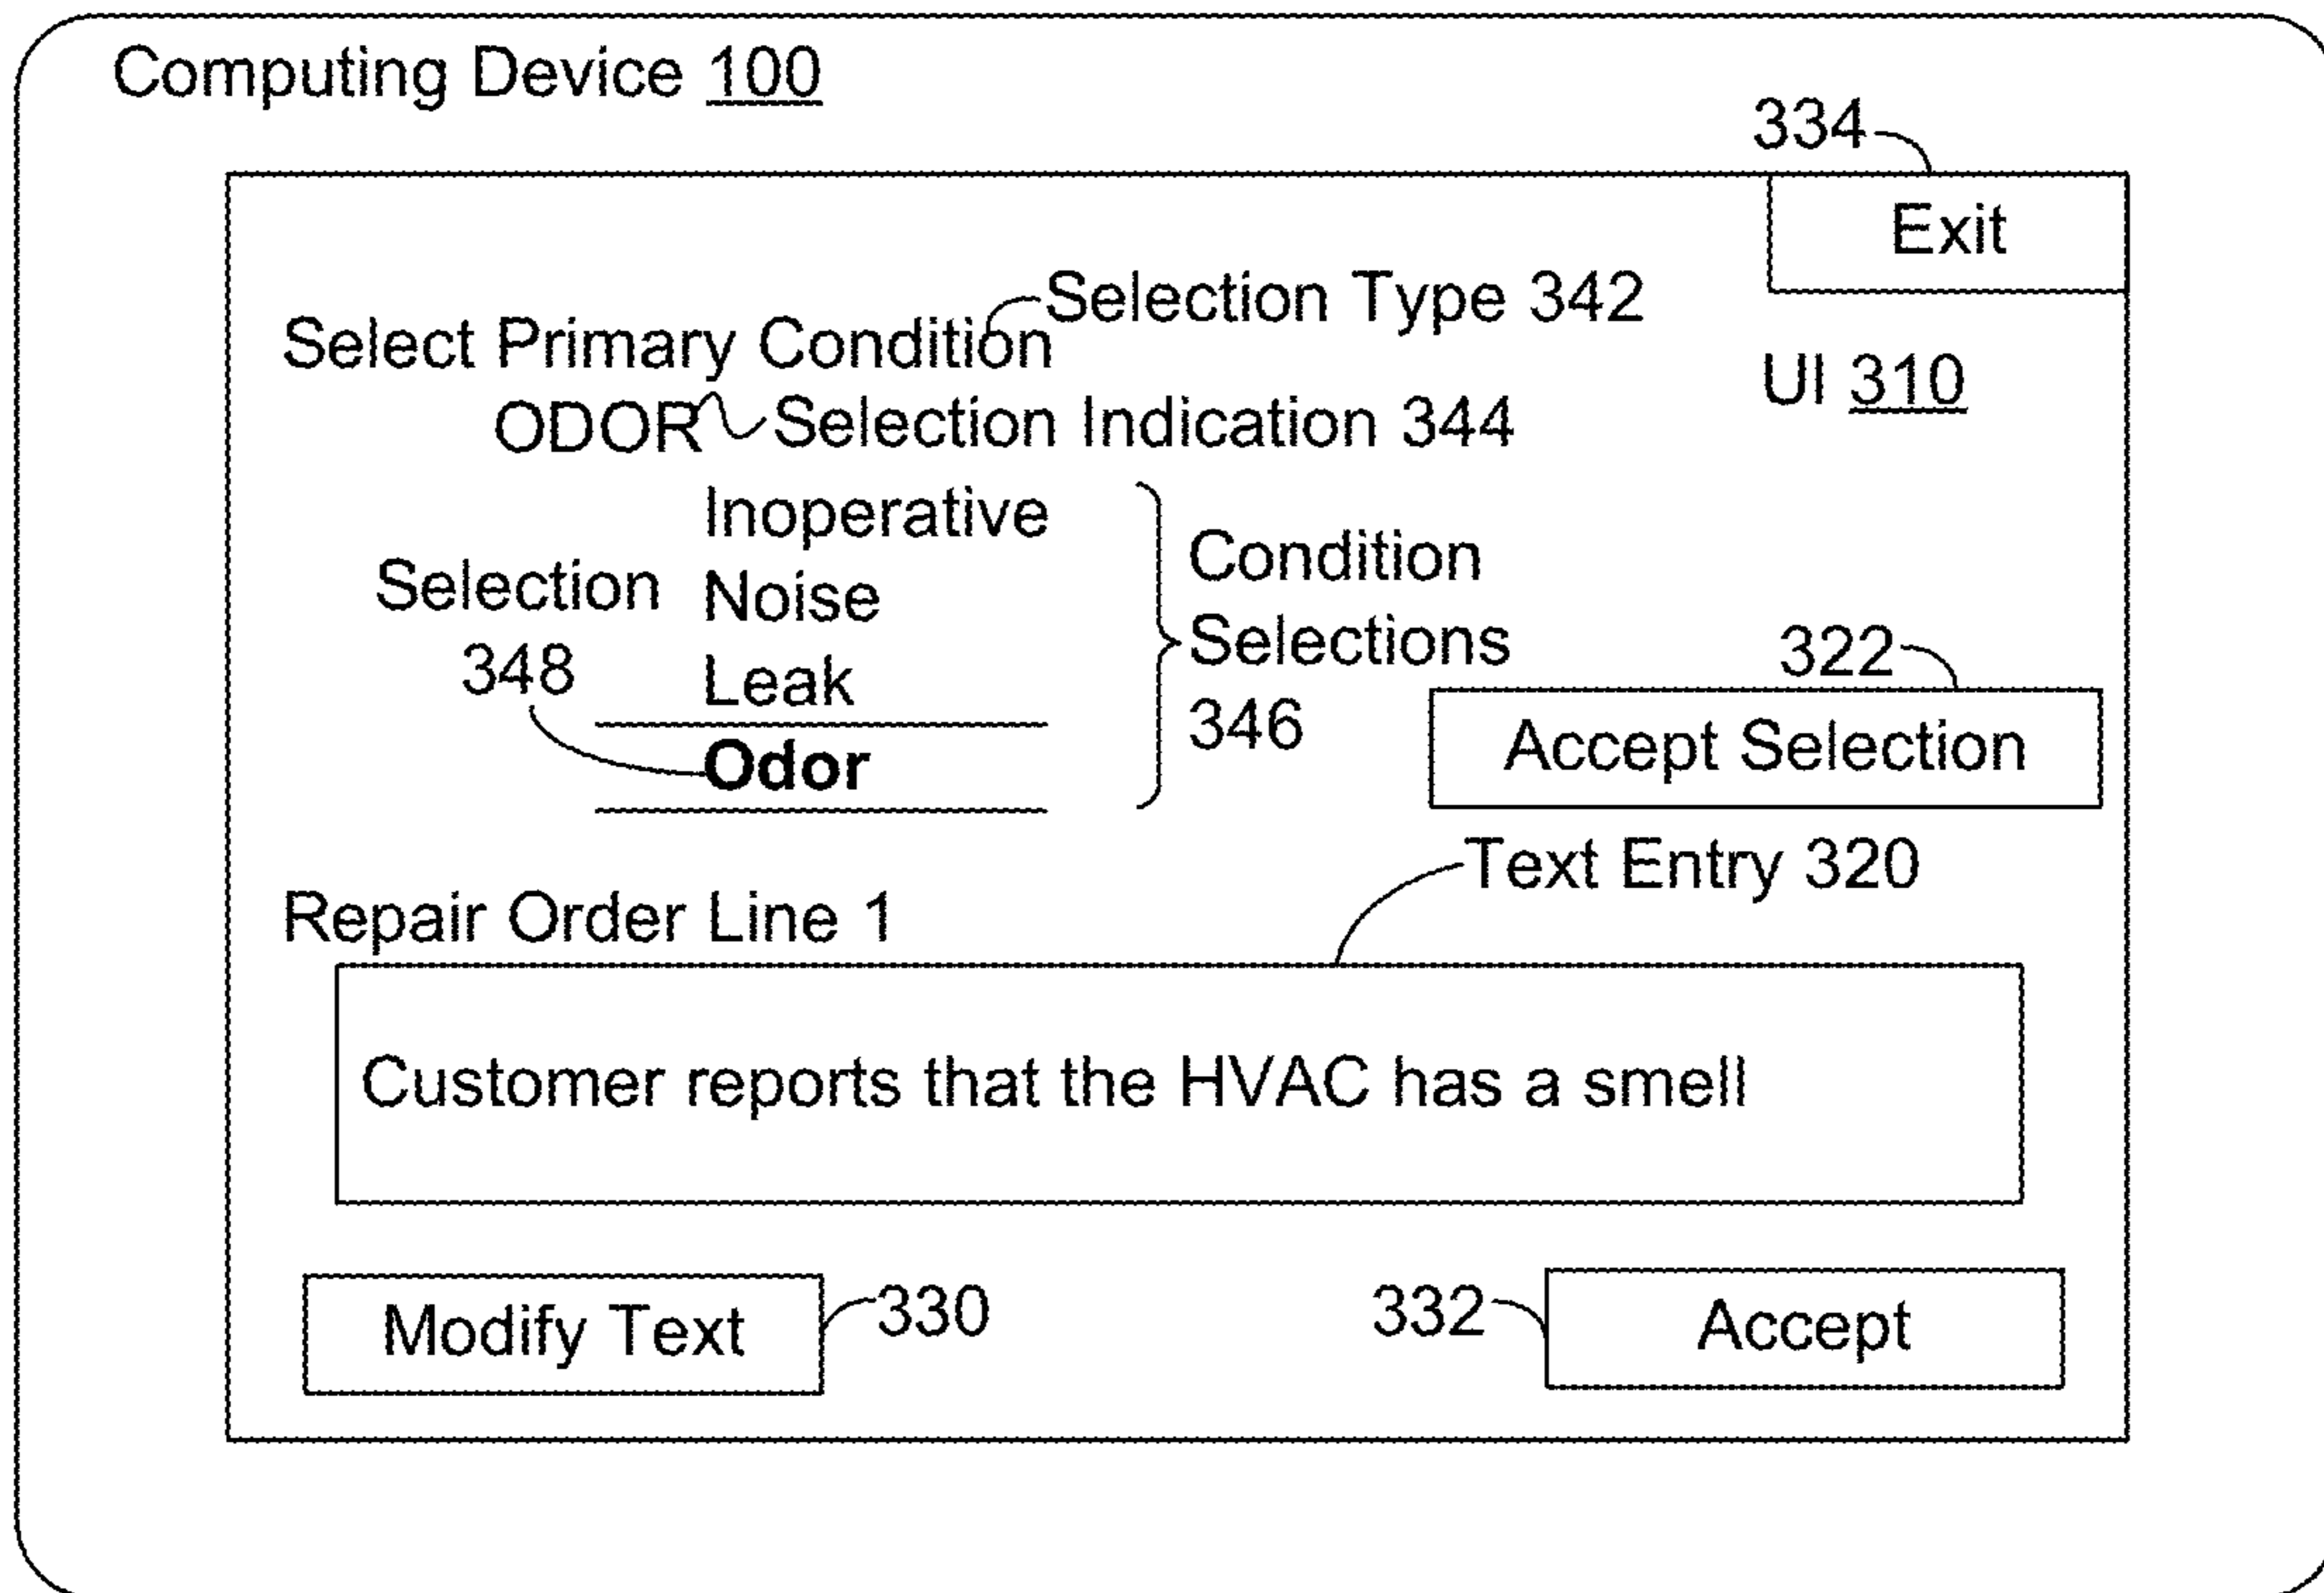 Computing Device 100
334
Exit
Selection Type 342
Select Primary Condition
UI 310
ODOR Selection Indication 344
Inoperative
Noise
Leak
Odor
Selection
348
Condition
Selections
346
322
Accept Selection
Text Entry 320
Repair Order Line 1
Customer reports that the HVAC has a smell
Modify Text 330
332 Accept